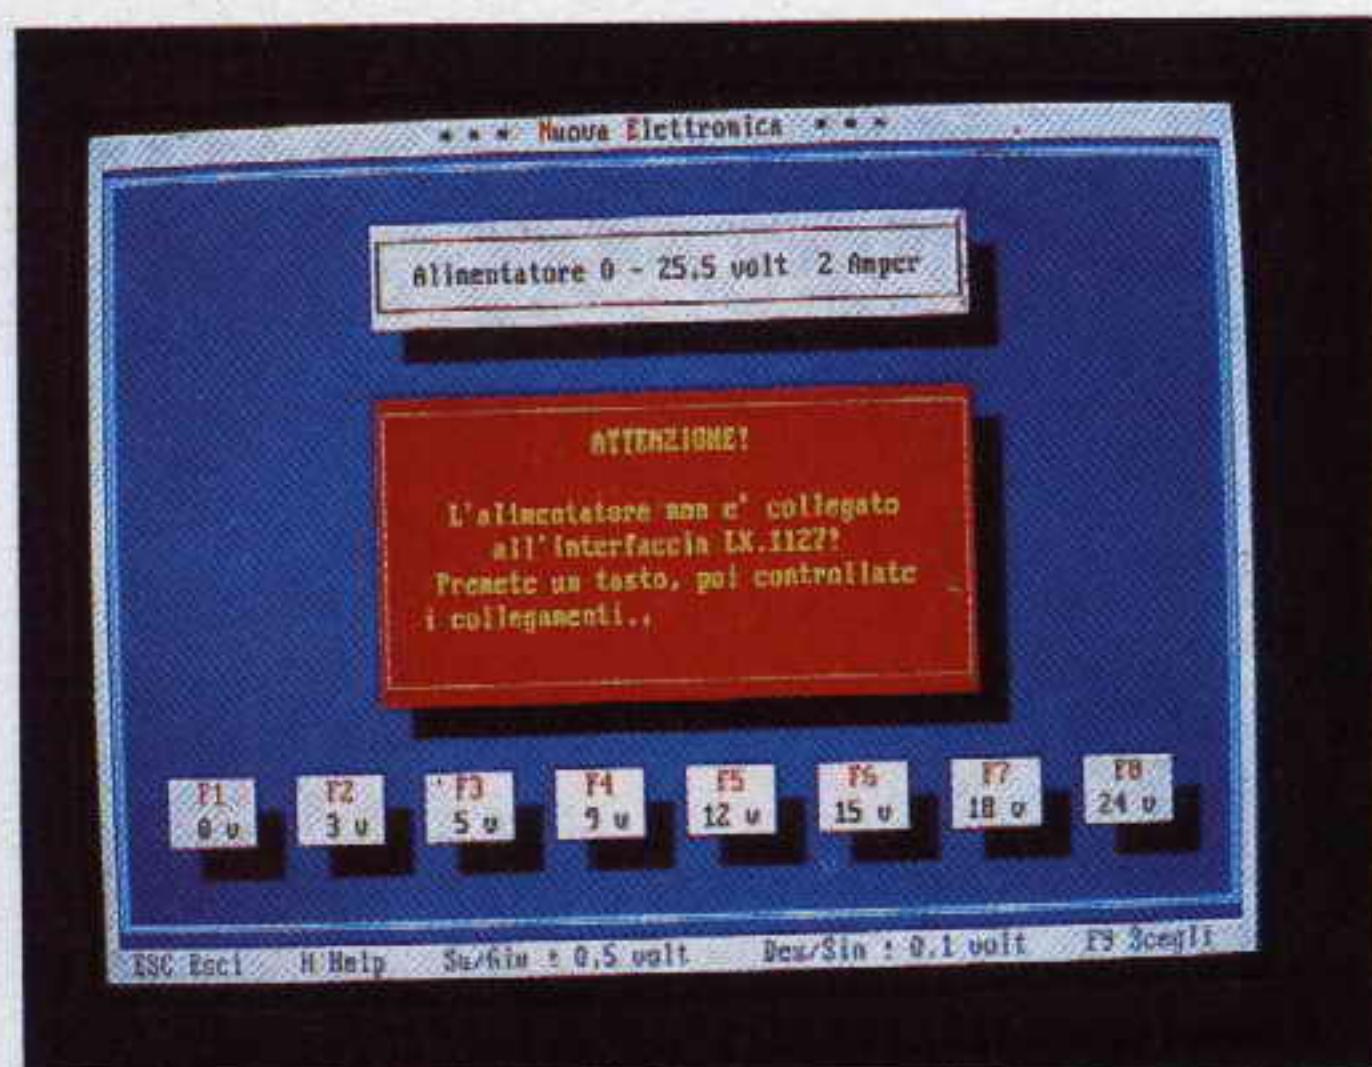 * * * Nuova Elettronica * * *
Alimentatore 0 - 25,5 volt 2 Amper
ATTENZIONE!
L'alimentatore non e' collegato
all'interfaccia LX.1127!
Premete un tasto, poi controllate
i collegamenti..
F1 F2 F3 F4 F5 F6 F7 F8
0 v 3 v 5 v 9 v 12 v 15 v 18 v 24 v
ESC Esci H Help Su/Giu ± 0,5 volt Dex/Sin ± 0,1 volt F9 Scegli